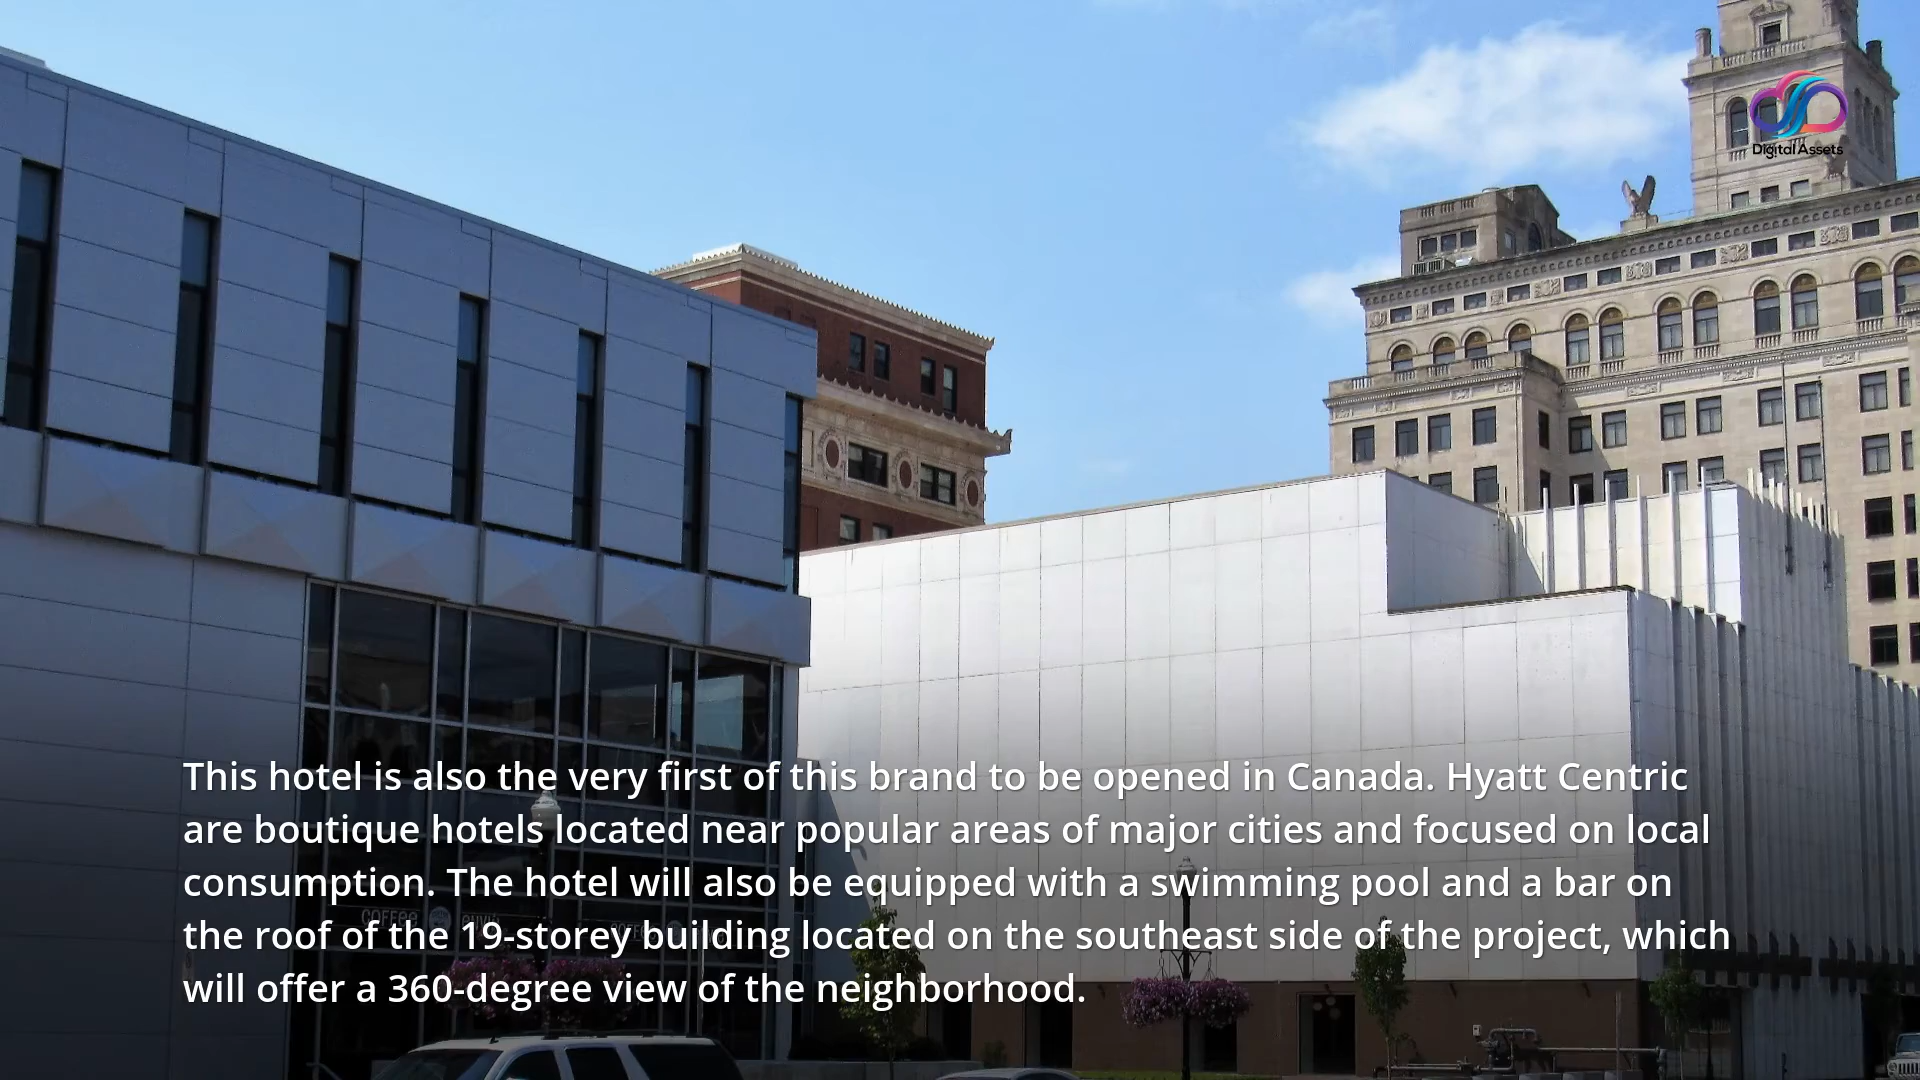 Digital Assets
This hotel is also the very first of this brand to be opened in Canada. Hyatt Centric
are boutique hotels located near popular areas of major cities and focused on local
consumption. The hotel will also be equipped with a swimming pool and a bar on
the roof of the 19-storey building located on the southeast side of the project, which
will offer a 360-degree view of the neighborhood.
COFFEE